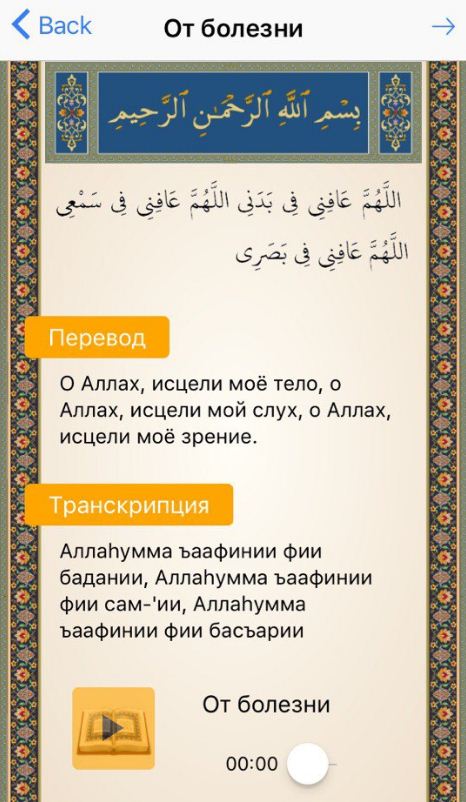 Back
От болезни
بِسْمِ ٱللَّهِ ٱلرَّحْمَٰنِ ٱلرَّحِيمِ
اللَّهُمَّ عَافِنِى فِى بَدَنِى اللَّهُمَّ عَافِنِى فِى سَمْعِى
اللَّهُمَّ عَافِنِى فِى بَصَرِى
Перевод
О Аллах, исцели моё тело, о
Аллах, исцели мой слух, о Аллах,
исцели моё зрение.
Транскрипция
Аллаhумма ъаафинии фии
бадании, Аллаhумма ъаафинии
фии сам-'ии, Аллаhумма
ъаафинии фии басъарии
От болезни
00:00